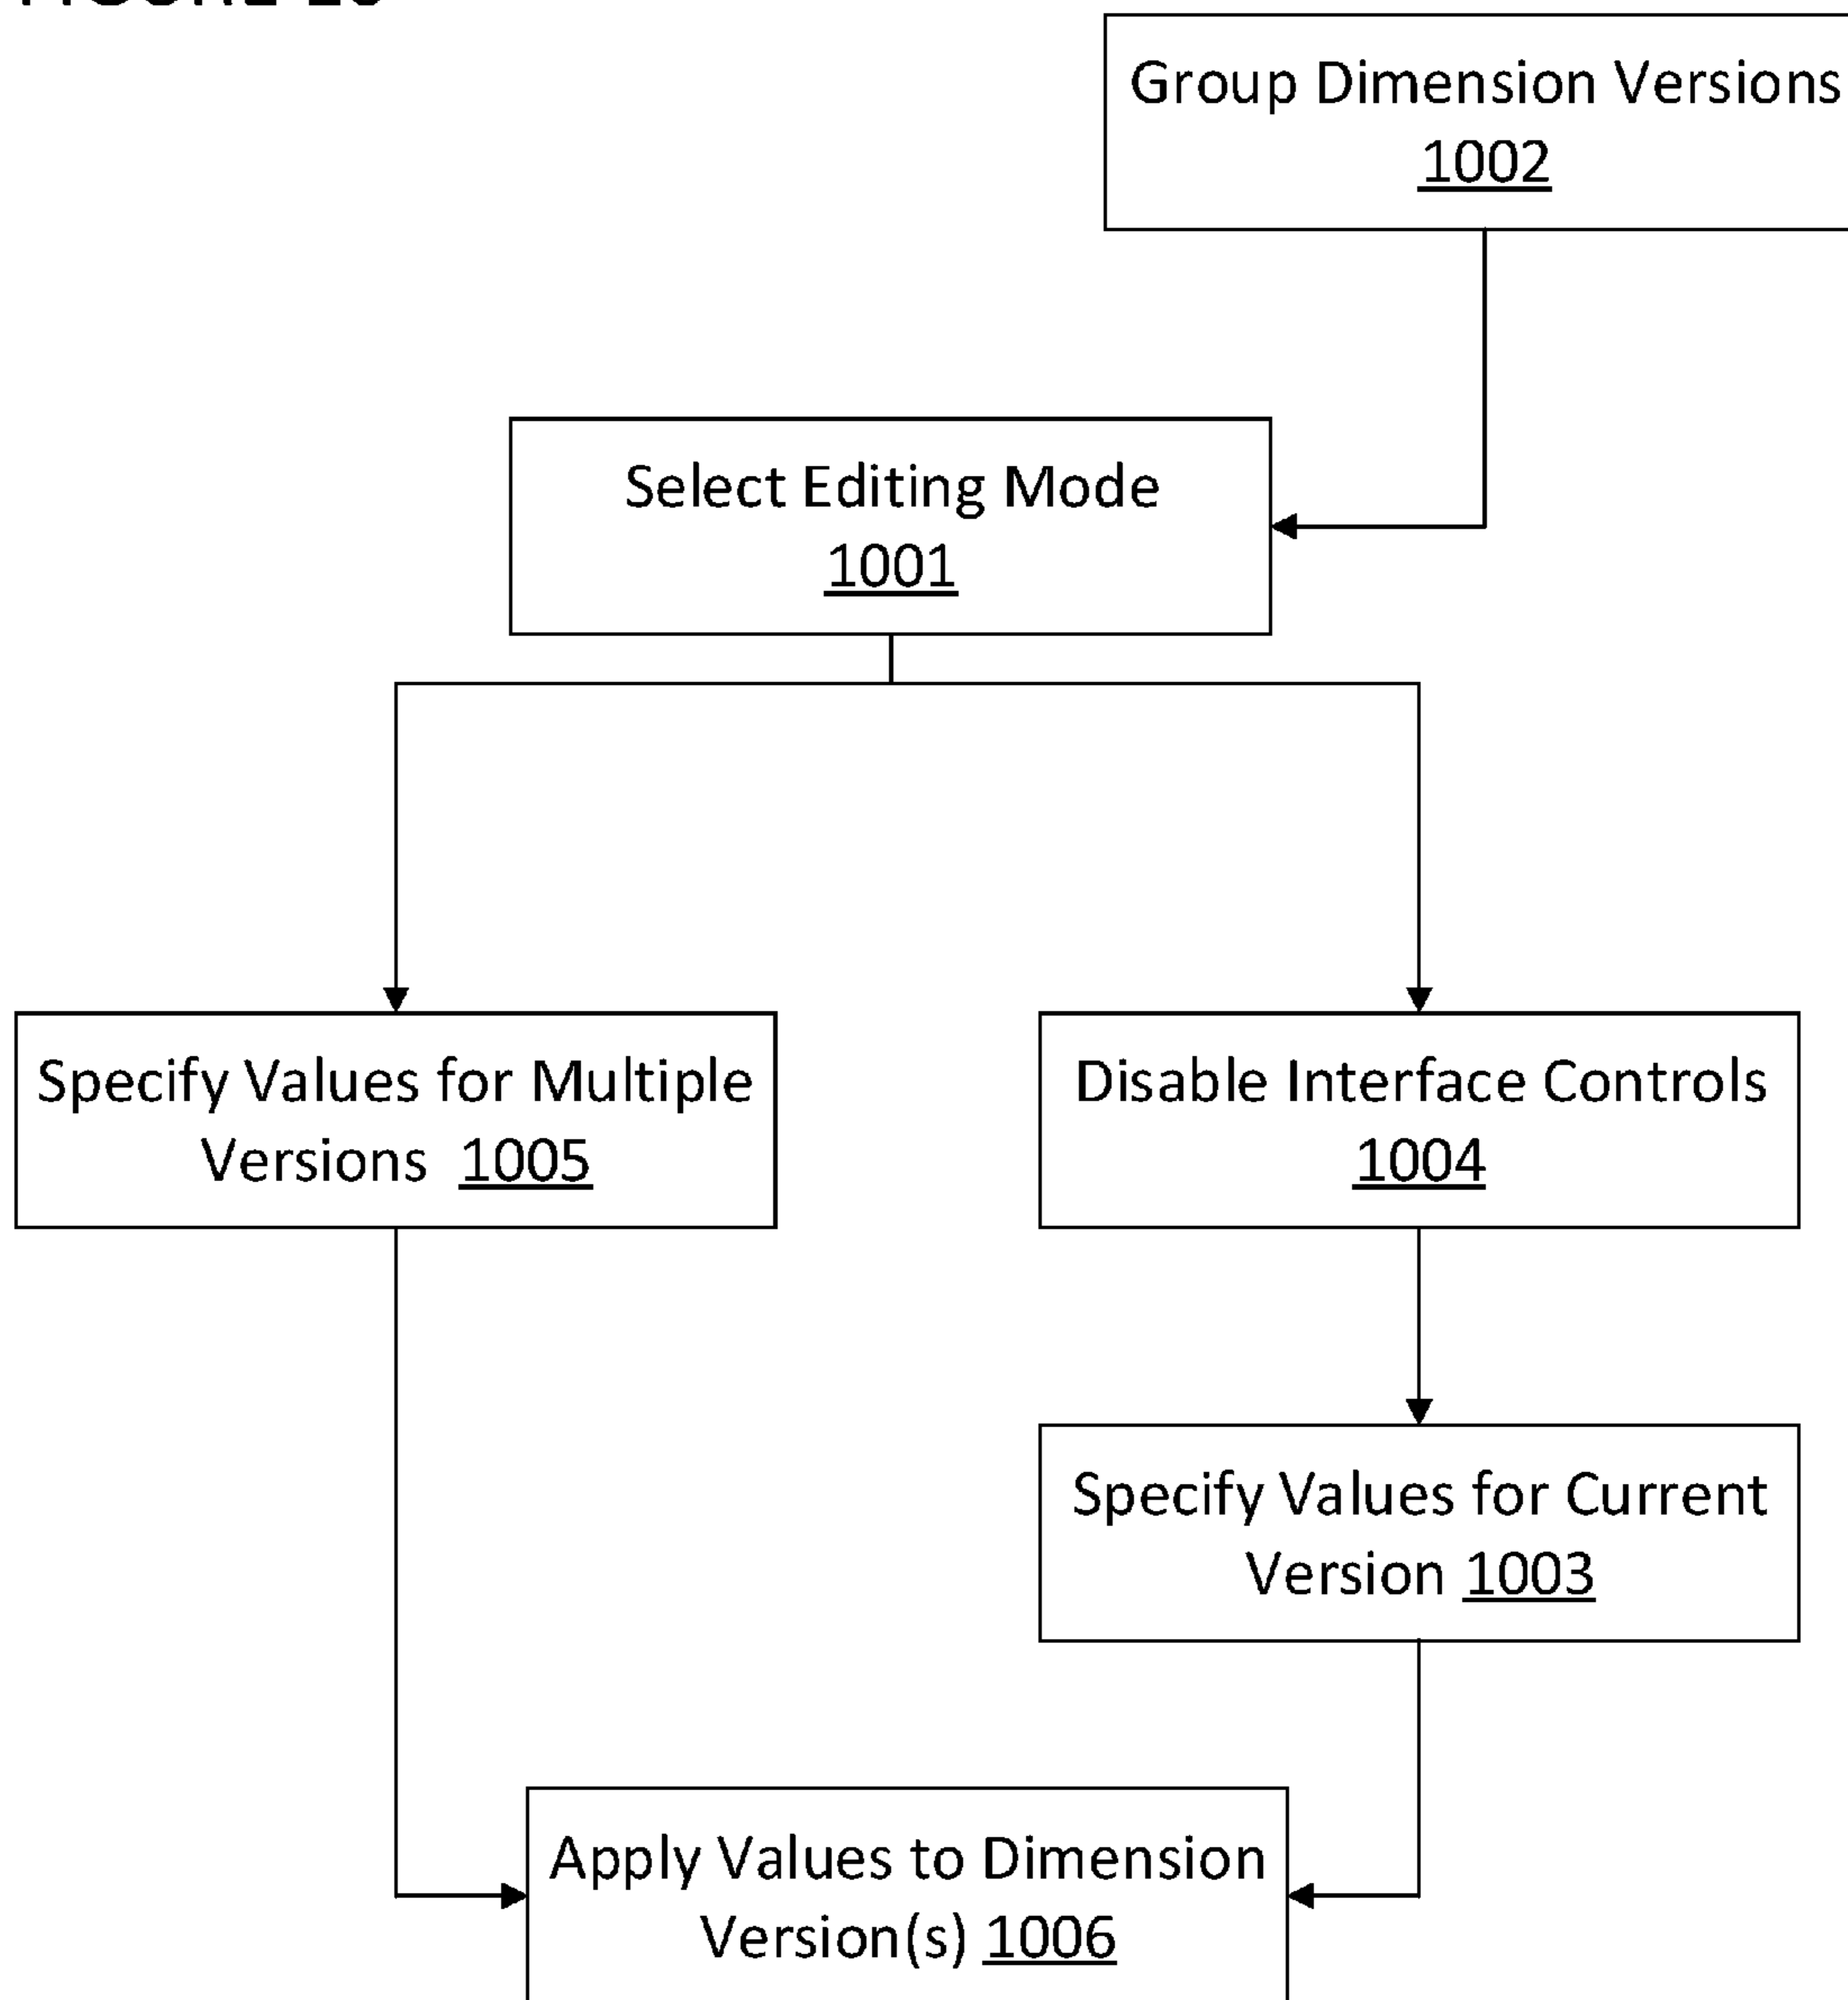 Group Dimension Versions
1002
Select Editing Mode
1001
Specify Values for Multiple
Versions 1005
Disable Interface Controls
1004
Specify Values for Current
Version 1003
Apply Values to Dimension
Version(s) 1006